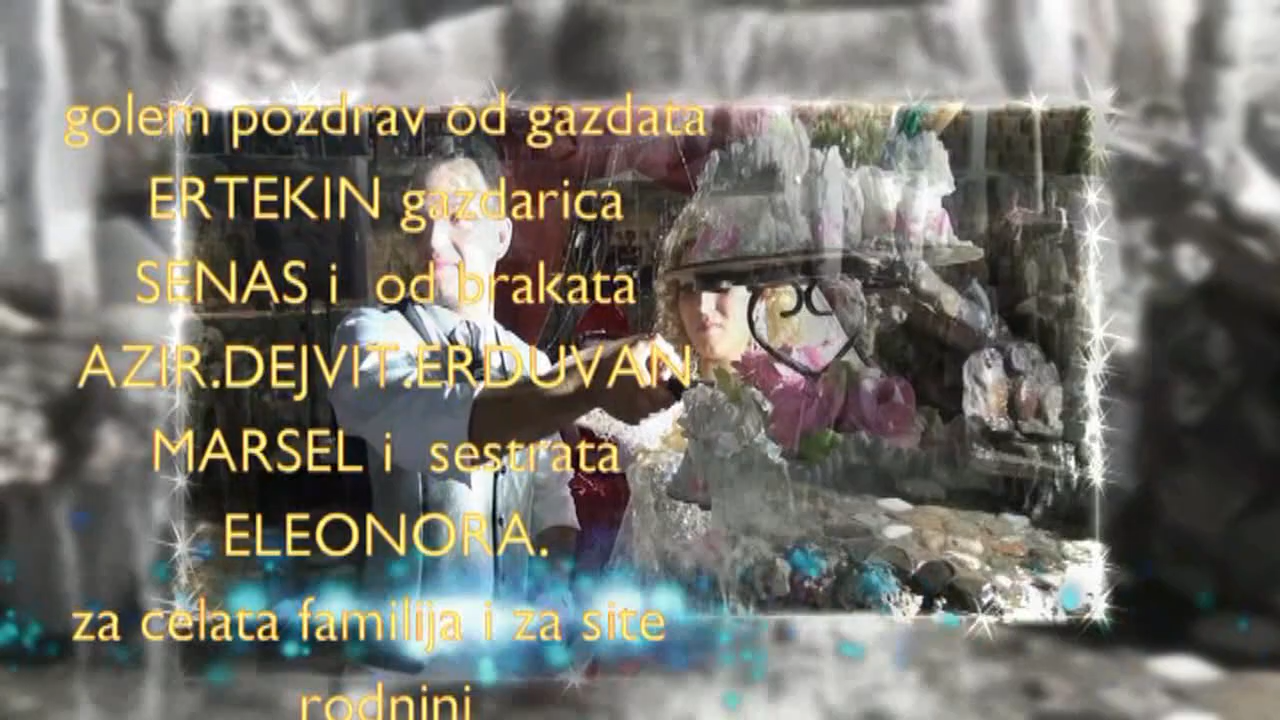 golem pozdrav od gazdata
ERTEKIN gazdarica
SENAS i od brakata
AZIR.DEJVIT.ERDUVAN
MARSEL i sestrata
ELEONORA.
za celata familija i za site
rodnini